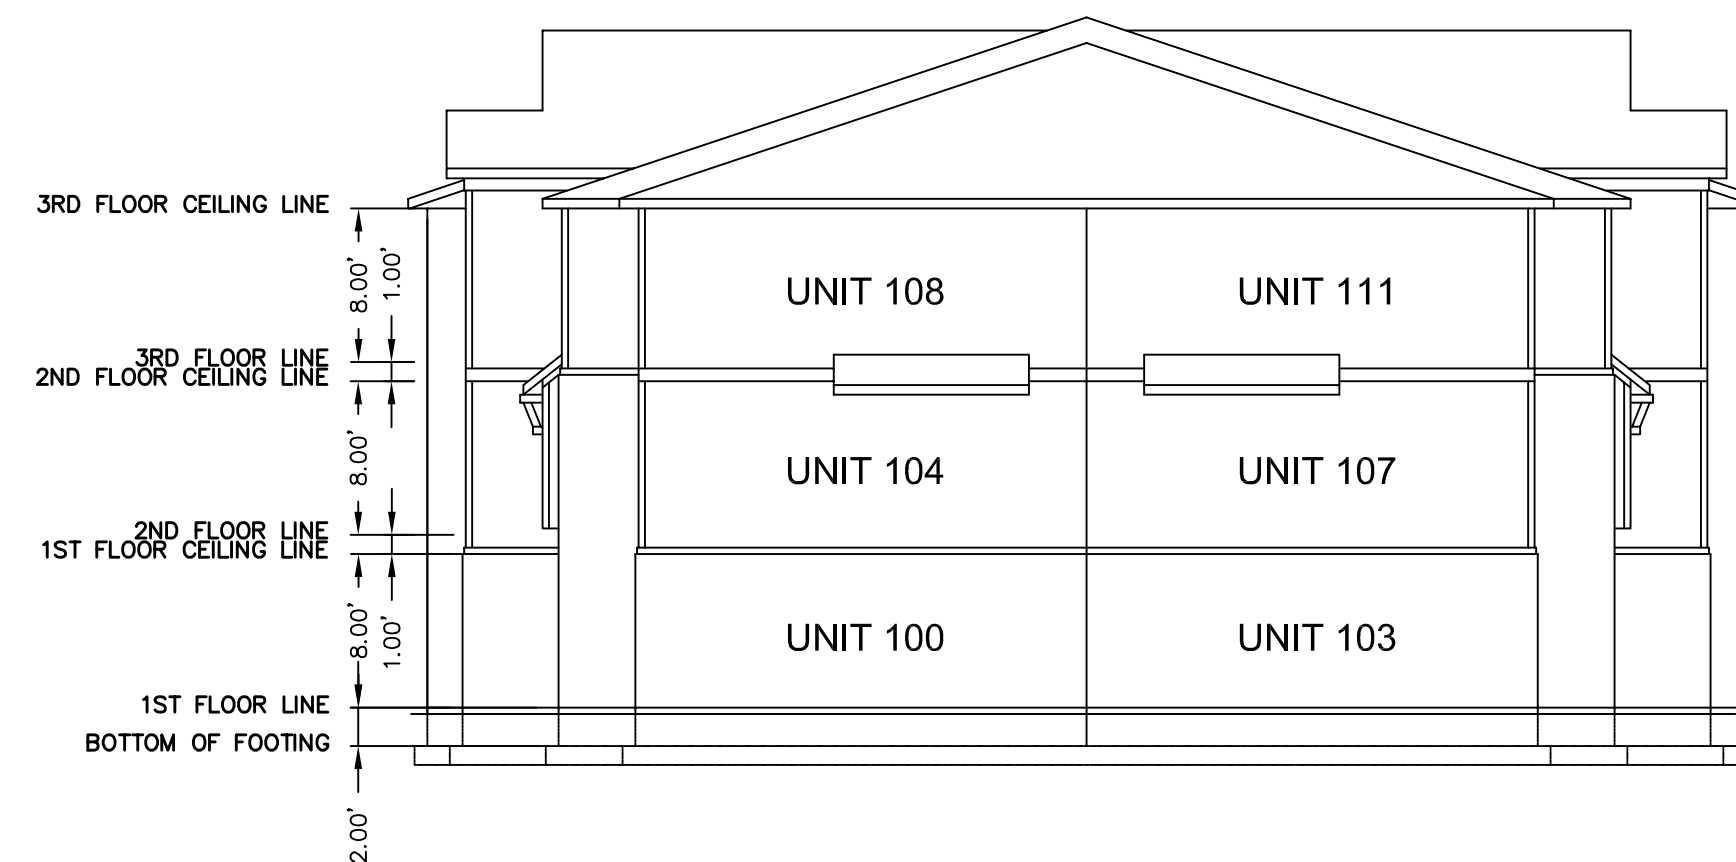 3RD FLOOR CEILING LINE
8.00'
1.00'
UNIT 108
UNIT 111
3RD FLOOR LINE
2ND FLOOR CEILING LINE
8.00'
UNIT 104
UNIT 107
2ND FLOOR LINE
1ST FLOOR CEILING LINE
8.00'
1.00'
UNIT 100
UNIT 103
1ST FLOOR LINE
BOTTOM OF FOOTING
2.00'